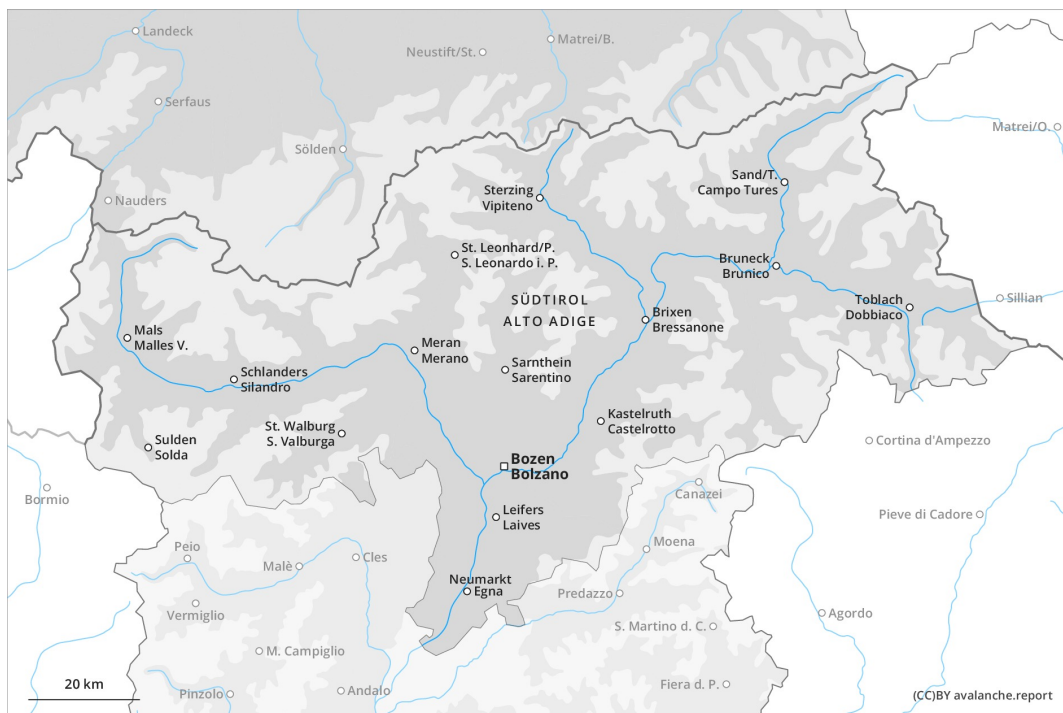 Landeck
Neustift/St.
Matrei/B.
Serfaus
Matrei/O.
Sölden
Nauders
Sterzing
Vipiteno
Sand/T.
Campo Tures
St. Leonhard/P.
S. Leonardo i. P.
Bruneck
Brunico
SÜDTIROL
ALTO ADIGE
Toblach
Dobbiaco
Sillian
Brixen
Bressanone
Mals
Malles V.
Meran
Merano
Sarnthein
Sarentino
Schlanders
Silandro
Kastelruth
Castelrotto
St. Walburg
S. Valburga
Sulden
Solda
Cortina d'Ampezzo
Bozen
Bolzano
Bormio
Canazei
Leifers
Laives
Pieve di Cadore
Moena
Peio
Malè
Cles
Neumarkt
Egna
Predazzo
Vermiglio
Agordo
S. Martino d. C.
M. Campiglio
20 km
Pinzolo
Andalo
Fiera d. P.
(CC)BY avalanche.report